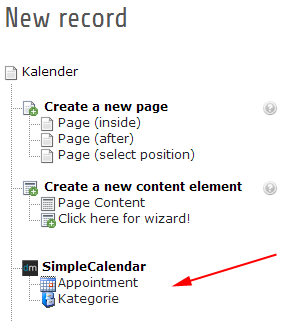 New record
Kalender
Create a new page
Page (inside)
Page (after)
Page (select position)
Create a new content element
Page Content
Click here for wizard!
dm SimpleCalendar
Appointment
Kategorie